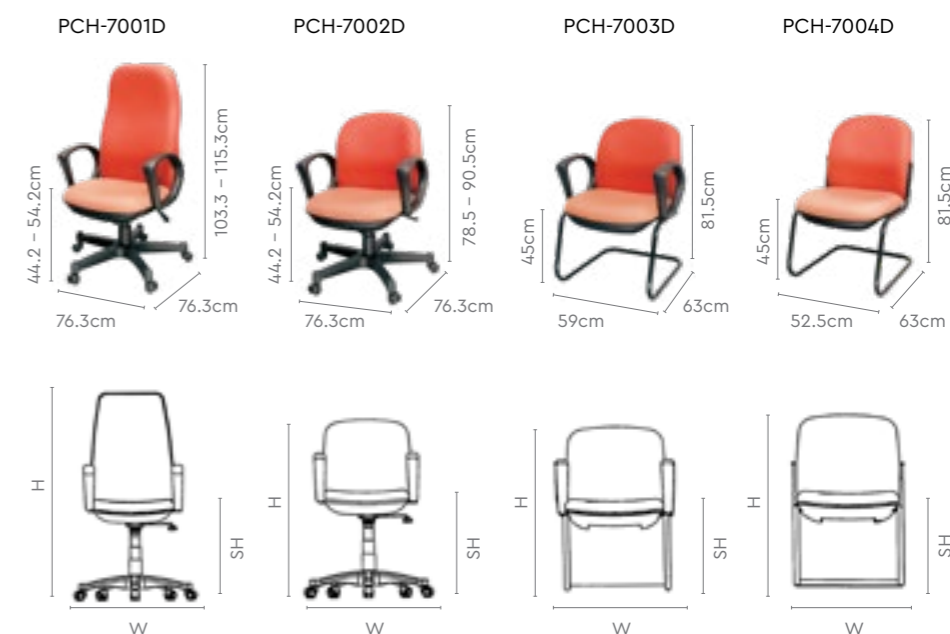 PCH-7001D
PCH-7002D
PCH-7003D
PCH-7004D
44.2 – 54.2cm
103.3 – 115.3cm
76.3cm
76.3cm
44.2 – 54.2cm
78.5 – 90.5cm
76.3cm
76.3cm
45cm
81.5cm
59cm
63cm
45cm
81.5cm
52.5cm
63cm
H
SH
W
H
SH
W
H
SH
W
H
SH
W